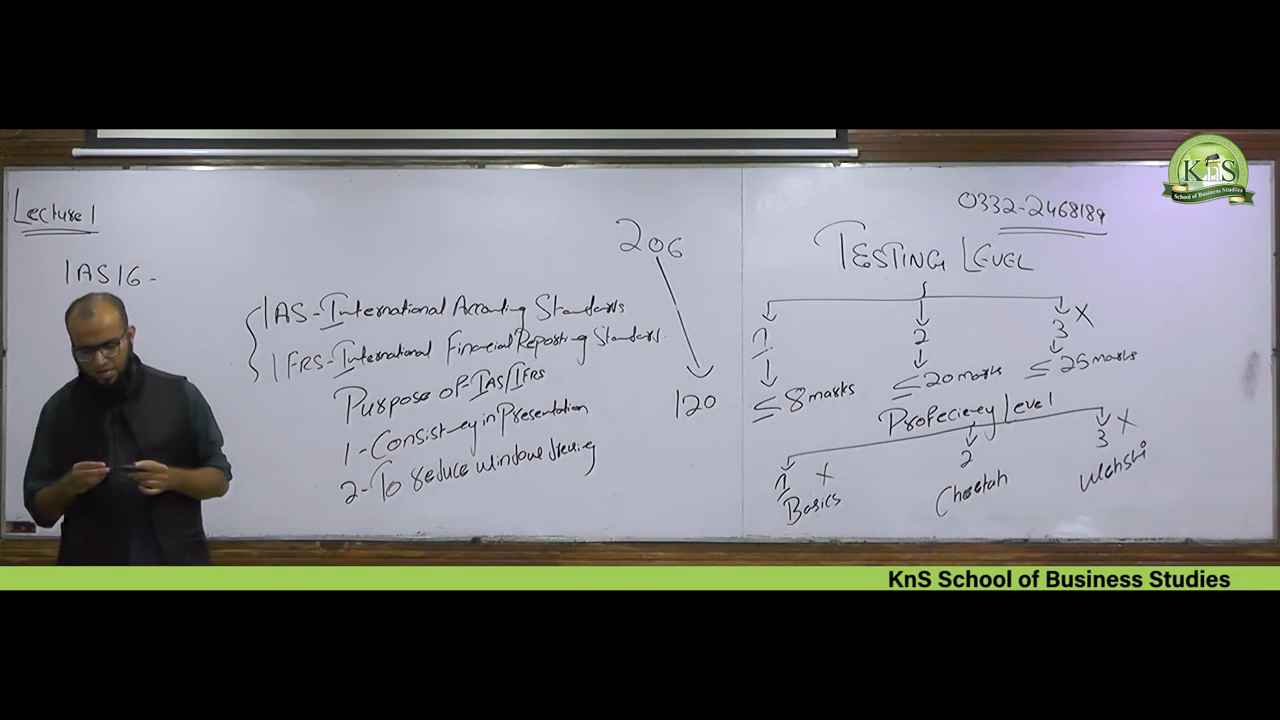 Lecture 1
IAS 16 -
IAS - International Accounting Standards
IFRS - International Financial Reporting Standards.
Purpose of IAS/IFRS
1 - Consistency in Presentation
2 - To reduce window dressing
206
120
0332-2468189
TESTING LEVEL
1 2 3 X
≤ 8 marks ≤ 20 marks ≤ 25 marks
Profeciency Level
1 X 2 3 X
Basics Cheetah Wehshi
KnS
School of Business Studies
KnS School of Business Studies